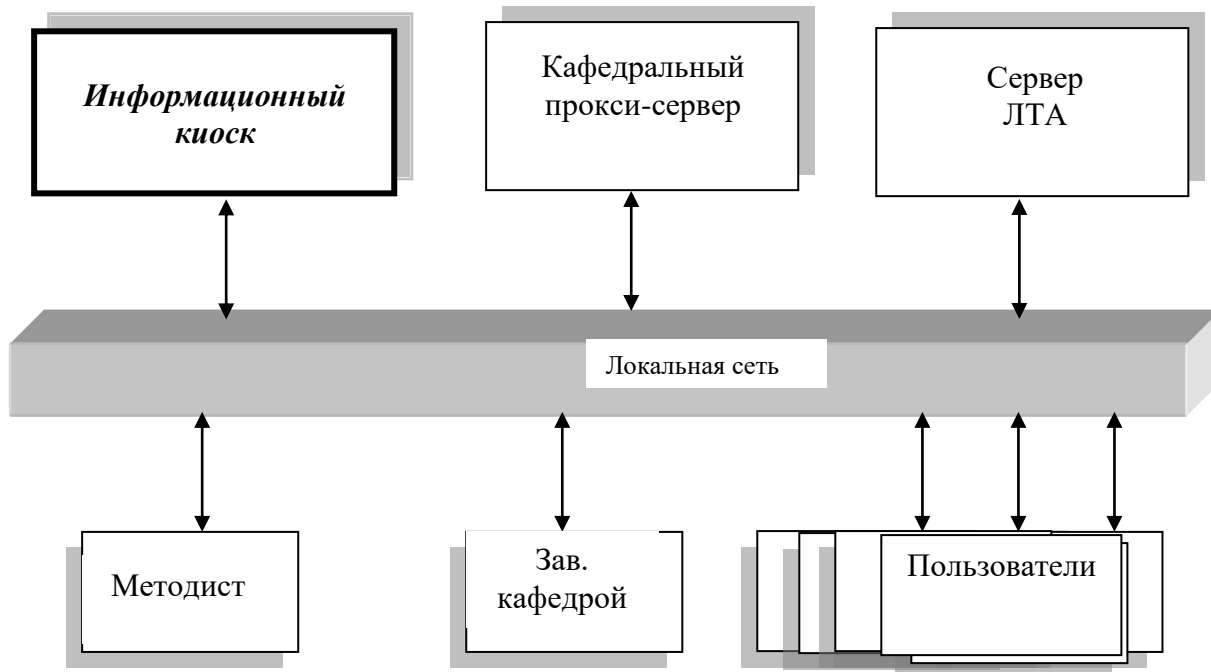 Информационный
киоск
Кафедральный
прокси-сервер
Сервер
ЛТА
Локальная сеть
Методист
Зав.
кафедрой
Пользователи